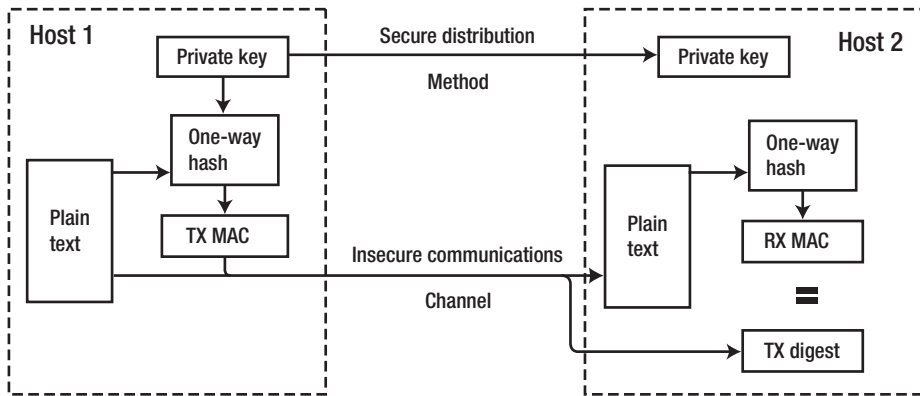 Host 1
Private key
One-way
hash
Plain
text
TX MAC
Secure distribution
Method
Insecure communications
Channel
Host 2
Private key
One-way
hash
Plain
text
RX MAC
=
TX digest